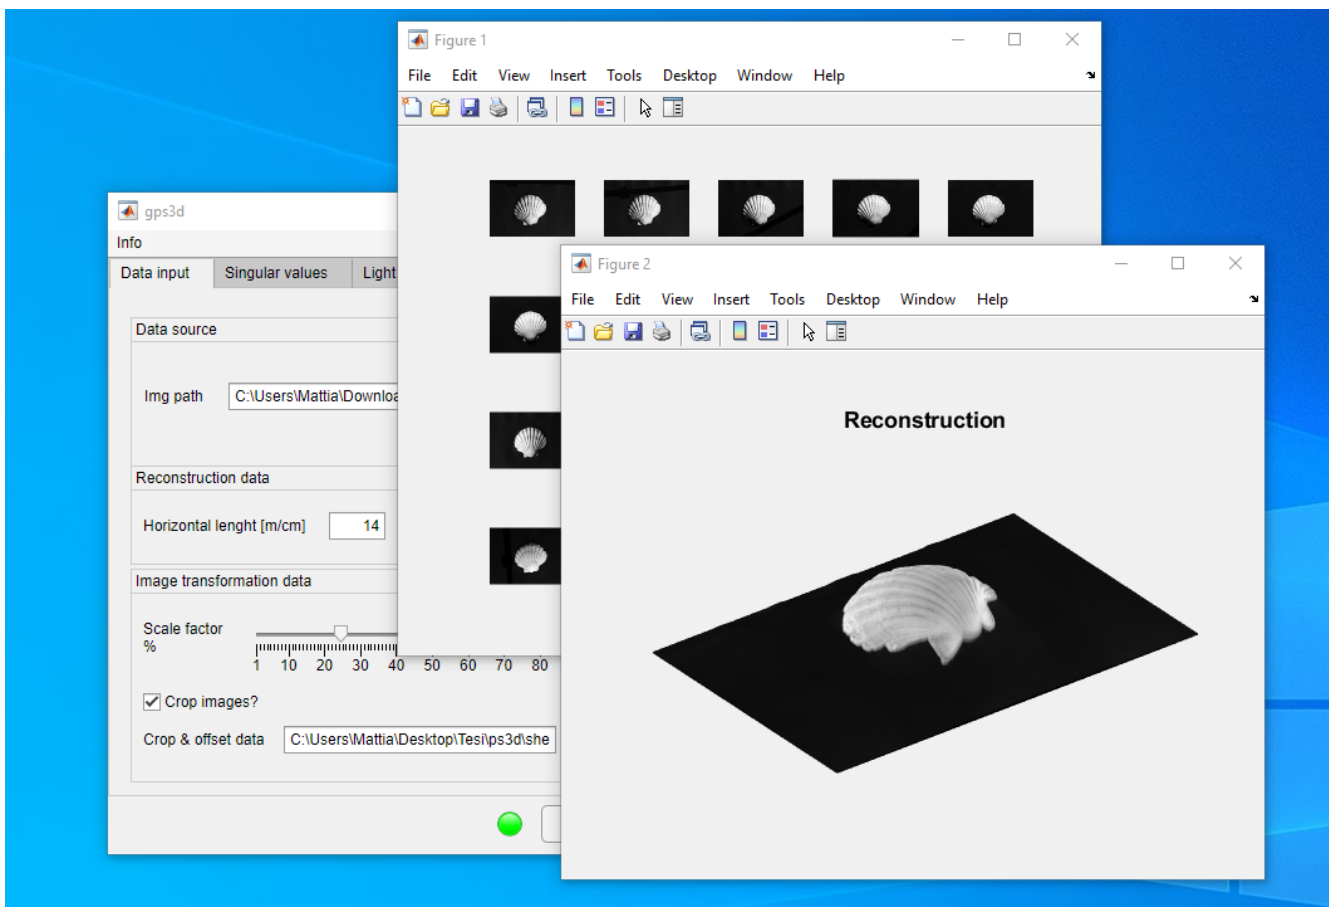 Figure 1
File Edit View Insert Tools Desktop Window Help
gps3d
Info
Data input Singular values Light
Data source
Img path C:\Users\Mattia\Downloa
Reconstruction data
Horizontal lenght [m/cm] 14
Image transformation data
Scale factor
%
1 10 20 30 40 50 60 70 80
Crop images?
Crop & offset data C:\Users\Mattia\Desktop\Tesi\ps3d\she
Figure 2
File Edit View Insert Tools Desktop Window Help
Reconstruction